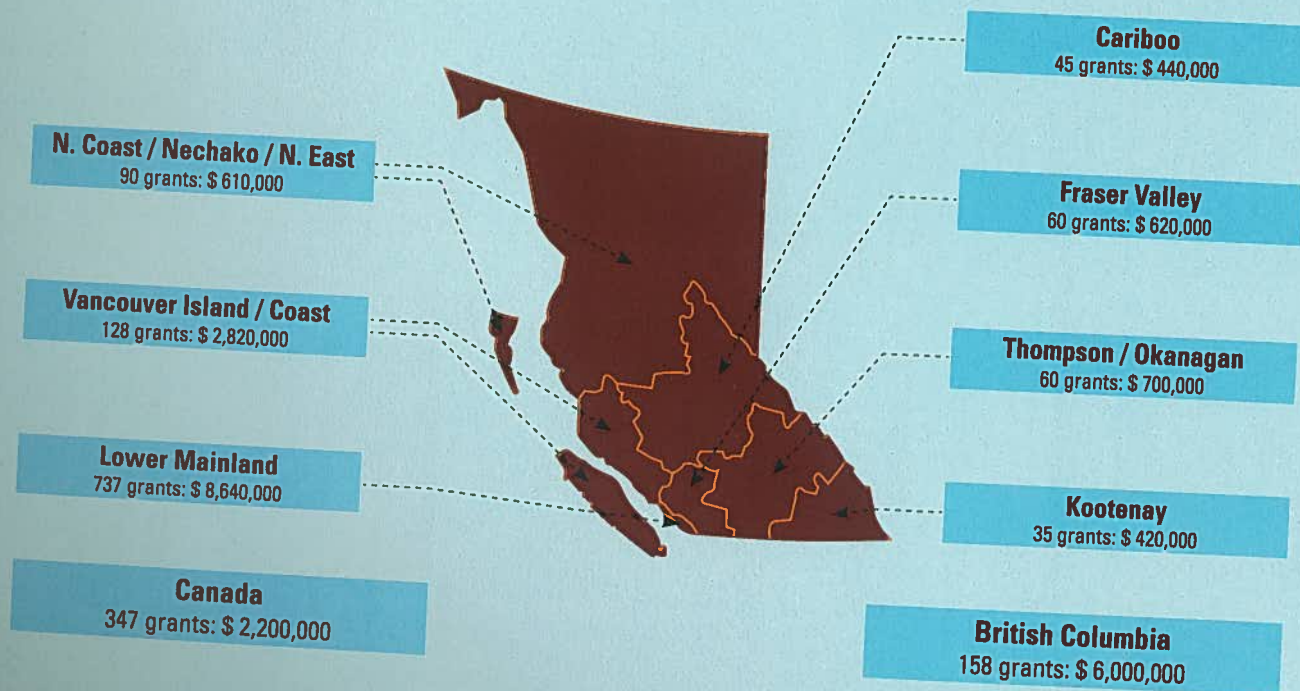 Cariboo
45 grants: $ 440,000
N. Coast / Nechako / N. East
90 grants: $ 610,000
Fraser Valley
60 grants: $ 620,000
Vancouver Island / Coast
128 grants: $ 2,820,000
Thompson / Okanagan
60 grants: $ 700,000
Lower Mainland
737 grants: $ 8,640,000
Kootenay
35 grants: $ 420,000
Canada
347 grants: $ 2,200,000
British Columbia
158 grants: $ 6,000,000